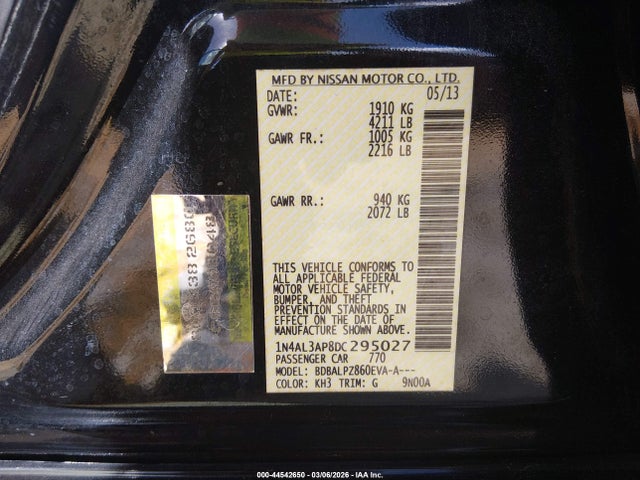 MFD BY NISSAN MOTOR CO., LTD.
DATE: 05/13
GVWR: 1910 KG
4211 LB
GAWR FR.: 1005 KG
2216 LB
GAWR RR.: 940 KG
2072 LB
THIS VEHICLE CONFORMS TO
ALL APPLICABLE FEDERAL
MOTOR VEHICLE SAFETY,
BUMPER, AND THEFT
PREVENTION STANDARDS IN
EFFECT ON THE DATE OF
MANUFACTURE SHOWN ABOVE.
1N4AL3AP8DC295027
PASSENGER CAR 770
MODEL: BDBALPZ860EVA-A---
COLOR: KH3 TRIM: G 9N00A
38 2680
000-44542650 | 03/06/2026 | IAA Inc.